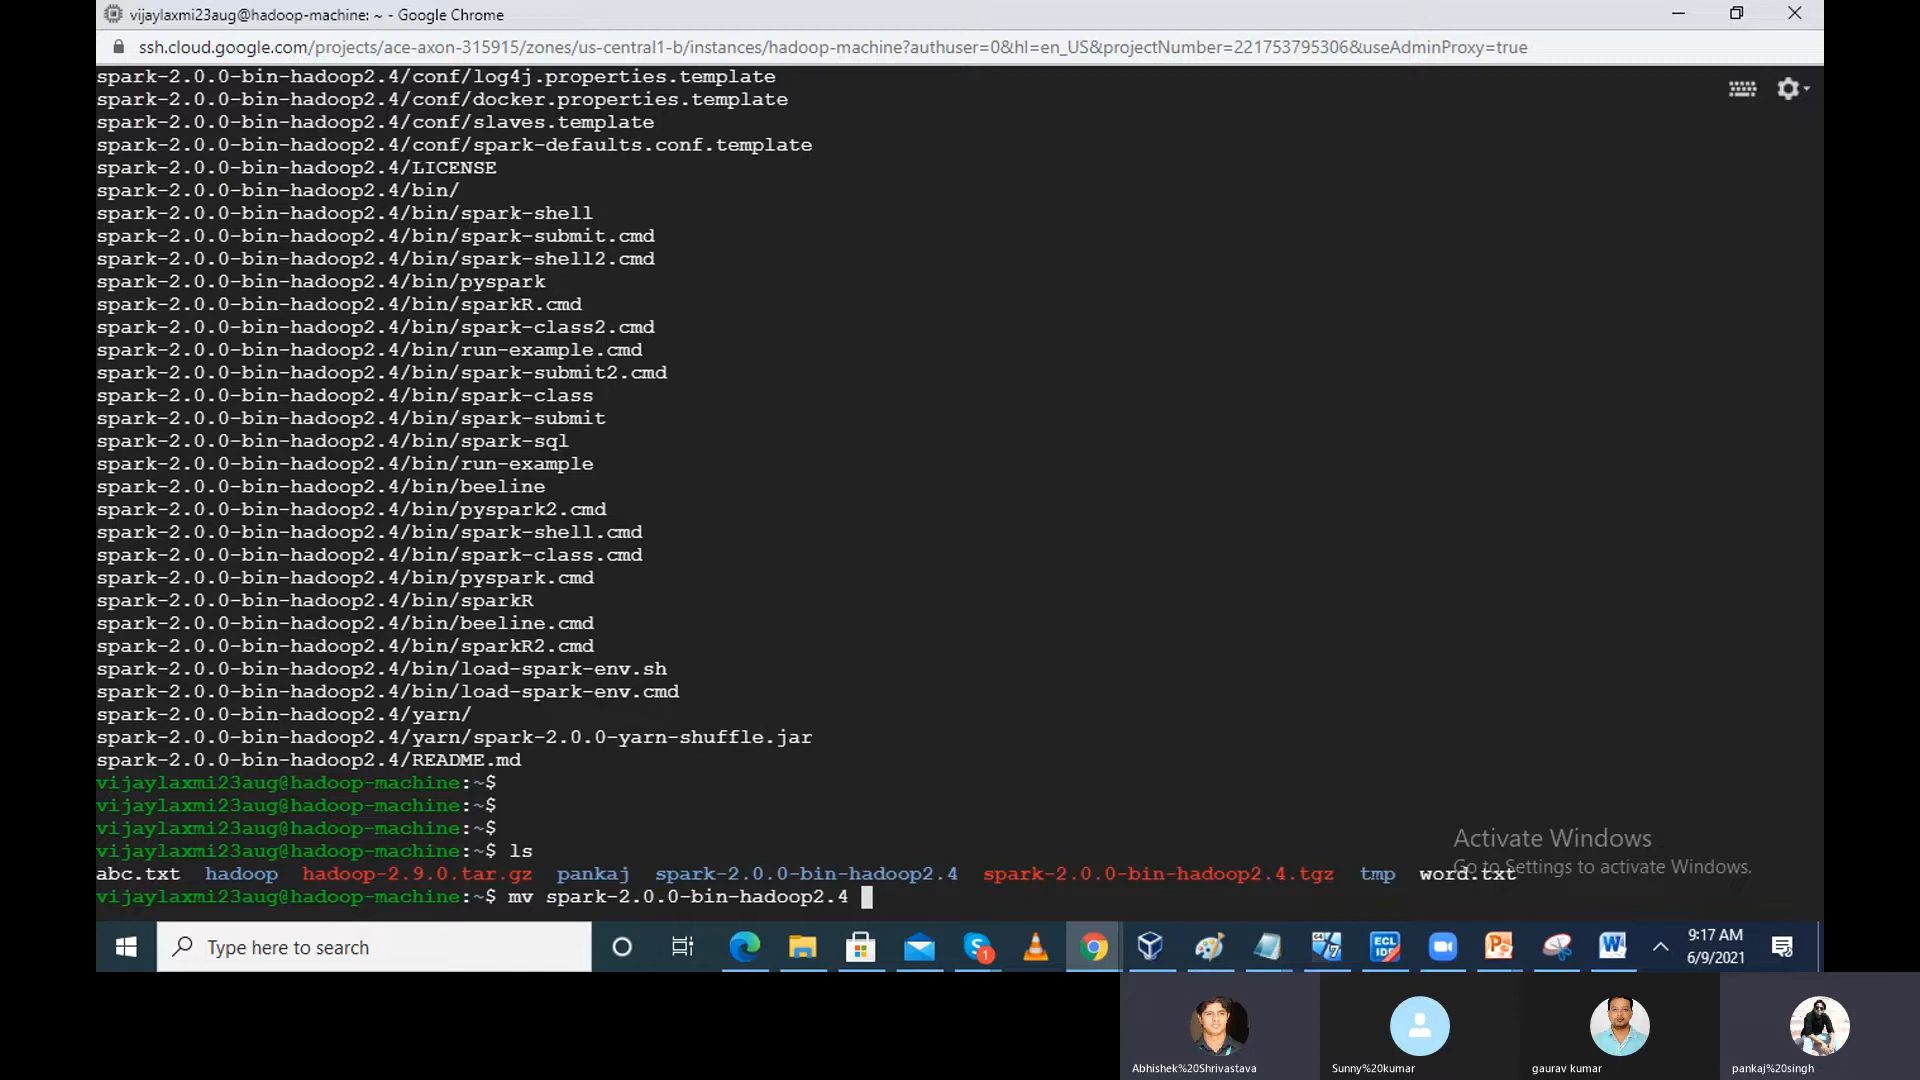 vijaylaxmi23aug@hadoop-machine: ~ - Google Chrome
ssh.cloud.google.com/projects/ace-axon-315915/zones/us-central1-b/instances/hadoop-machine?authuser=0&hl=en_US&projectNumber=221753795306&useAdminProxy=true
spark-2.0.0-bin-hadoop2.4/conf/log4j.properties.template
spark-2.0.0-bin-hadoop2.4/conf/docker.properties.template
spark-2.0.0-bin-hadoop2.4/conf/slaves.template
spark-2.0.0-bin-hadoop2.4/conf/spark-defaults.conf.template
spark-2.0.0-bin-hadoop2.4/LICENSE
spark-2.0.0-bin-hadoop2.4/bin/
spark-2.0.0-bin-hadoop2.4/bin/spark-shell
spark-2.0.0-bin-hadoop2.4/bin/spark-submit.cmd
spark-2.0.0-bin-hadoop2.4/bin/spark-shell2.cmd
spark-2.0.0-bin-hadoop2.4/bin/pyspark
spark-2.0.0-bin-hadoop2.4/bin/sparkR.cmd
spark-2.0.0-bin-hadoop2.4/bin/spark-class2.cmd
spark-2.0.0-bin-hadoop2.4/bin/run-example.cmd
spark-2.0.0-bin-hadoop2.4/bin/spark-submit2.cmd
spark-2.0.0-bin-hadoop2.4/bin/spark-class
spark-2.0.0-bin-hadoop2.4/bin/spark-submit
spark-2.0.0-bin-hadoop2.4/bin/spark-sql
spark-2.0.0-bin-hadoop2.4/bin/run-example
spark-2.0.0-bin-hadoop2.4/bin/beeline
spark-2.0.0-bin-hadoop2.4/bin/pyspark2.cmd
spark-2.0.0-bin-hadoop2.4/bin/spark-shell.cmd
spark-2.0.0-bin-hadoop2.4/bin/spark-class.cmd
spark-2.0.0-bin-hadoop2.4/bin/pyspark.cmd
spark-2.0.0-bin-hadoop2.4/bin/sparkR
spark-2.0.0-bin-hadoop2.4/bin/beeline.cmd
spark-2.0.0-bin-hadoop2.4/bin/sparkR2.cmd
spark-2.0.0-bin-hadoop2.4/bin/load-spark-env.sh
spark-2.0.0-bin-hadoop2.4/bin/load-spark-env.cmd
spark-2.0.0-bin-hadoop2.4/yarn/
spark-2.0.0-bin-hadoop2.4/yarn/spark-2.0.0-yarn-shuffle.jar
spark-2.0.0-bin-hadoop2.4/README.md
vijaylaxmi23aug@hadoop-machine:~$
vijaylaxmi23aug@hadoop-machine:~$
vijaylaxmi23aug@hadoop-machine:~$
vijaylaxmi23aug@hadoop-machine:~$ ls
abc.txt hadoop hadoop-2.9.0.tar.gz pankaj spark-2.0.0-bin-hadoop2.4 spark-2.0.0-bin-hadoop2.4.tgz tmp word.txt
vijaylaxmi23aug@hadoop-machine:~$ mv spark-2.0.0-bin-hadoop2.4
Activate Windows
Go to Settings to activate Windows.
Type here to search
1
64
7
ECL
IDE
P
W
9:17 AM
6/9/2021
Abhishek%20Shrivastava
Sunny%20kumar
gaurav kumar
pankaj%20singh